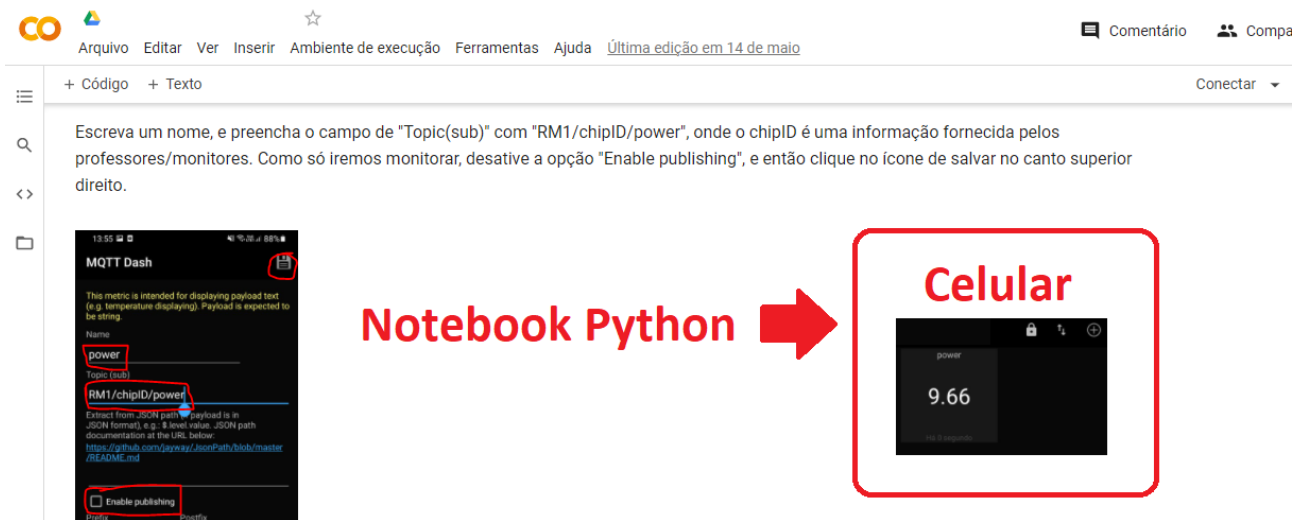 Arquivo Editar Ver Inserir Ambiente de execução Ferramentas Ajuda Última edição em 14 de maio
Comentário
Compa
+ Código + Texto
Conectar
Escreva um nome, e preencha o campo de "Topic(sub)" com "RM1/chipID/power", onde o chipID é uma informação fornecida pelos
professores/monitores. Como só iremos monitorar, desative a opção "Enable publishing", e então clique no ícone de salvar no canto superior
direito.
13:55
88%
MQTT Dash
This metric is intended for displaying payload text
(e.g. temperature displaying). Payload is expected to
be string.
Name
power
Topic (sub)
RM1/chipID/power
Extract from JSON path (if payload is in
JSON format), e.g.: $.level.value. JSON path
documentation at the URL below:
https://github.com/jayway/JsonPath/blob/master
/README.md
Enable publishing
Prefix Postfix
Notebook Python
Celular
power
9.66
Há 0 segundo